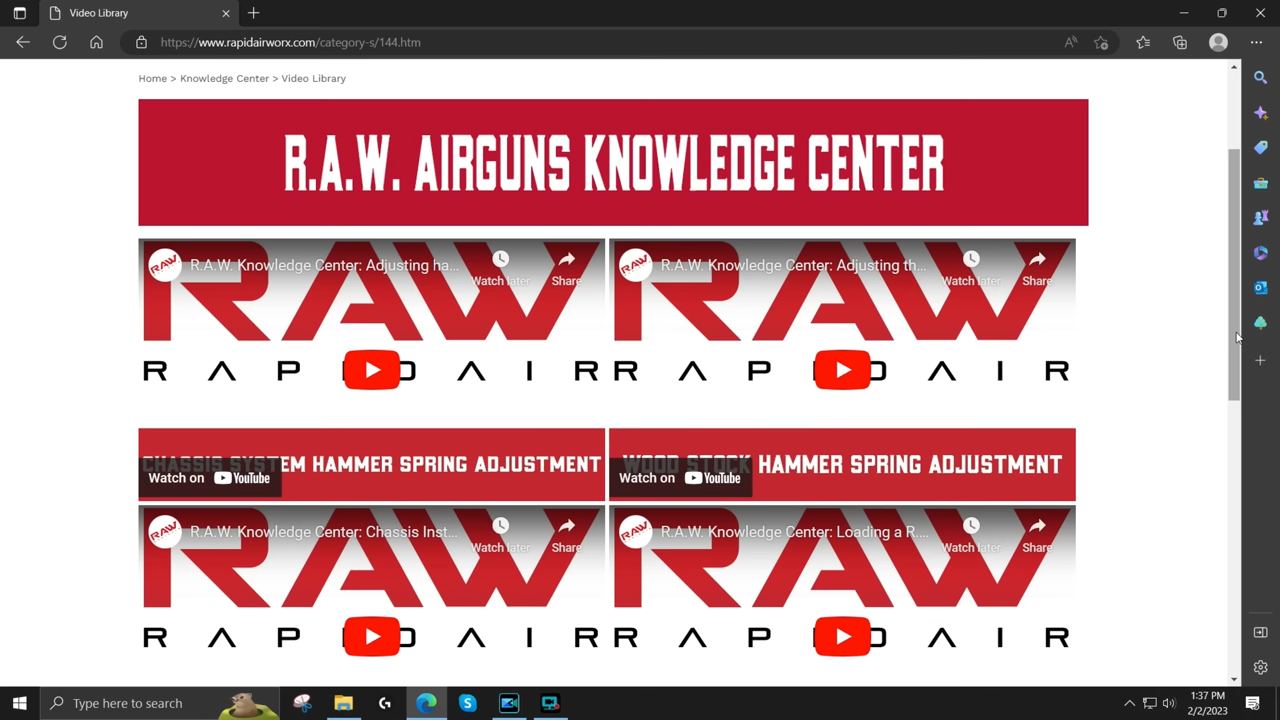 Video Library
https://www.rapidairworx.com/category-s/144.htm
Home > Knowledge Center > Video Library
R.A.W. AIRGUNS KNOWLEDGE CENTER
RAW
R.A.W. Knowledge Center: Adjusting ha...
Watch later
Share
RAW
R.A.W. Knowledge Center: Adjusting th...
Watch later
Share
R A P D A I R
R A P D A I R
CHASSIS SYSTEM HAMMER SPRING ADJUSTMENT
Watch on YouTube
WOOD STOCK HAMMER SPRING ADJUSTMENT
Watch on YouTube
RAW
R.A.W. Knowledge Center: Chassis Inst...
Watch later
Share
RAW
R.A.W. Knowledge Center: Loading a R....
Watch later
Share
R A P D A I R
R A P D A I R
Type here to search
1:37 PM
2/2/2023